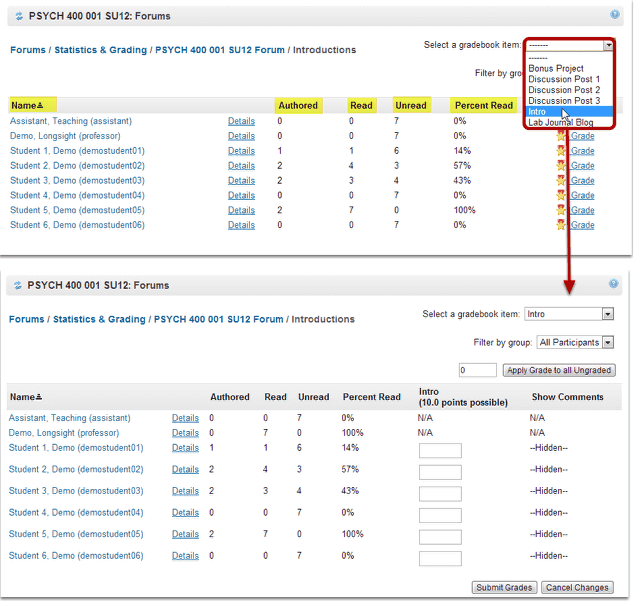 PSYCH 400 001 SU12: Forums
Forums / Statistics & Grading / PSYCH 400 001 SU12 Forum / Introductions
Select a gradebook item: -------
-------
Bonus Project
Discussion Post 1
Discussion Post 2
Discussion Post 3
Intro
Lab Journal Blog
Filter by grou
Name Authored Read Unread Percent Read
Assistant, Teaching (assistant) Details 0 0 7 0%
Demo, Longsight (professor) Details 0 0 7 0% Grade
Student 1, Demo (demostudent01) Details 1 1 6 14% Grade
Student 2, Demo (demostudent02) Details 2 4 3 57% Grade
Student 3, Demo (demostudent03) Details 2 3 4 43% Grade
Student 4, Demo (demostudent04) Details 0 0 7 0% Grade
Student 5, Demo (demostudent05) Details 2 7 0 100% Grade
Student 6, Demo (demostudent06) Details 0 0 7 0% Grade
PSYCH 400 001 SU12: Forums
Forums / Statistics & Grading / PSYCH 400 001 SU12 Forum / Introductions
Select a gradebook item: Intro
Filter by group: All Participants
0 Apply Grade to all Ungraded
Name Authored Read Unread Percent Read Intro Show Comments
(10.0 points possible)
Assistant, Teaching (assistant) Details 0 0 7 0% N/A N/A
Demo, Longsight (professor) Details 0 7 0 100% N/A N/A
Student 1, Demo (demostudent01) Details 1 1 6 14% --Hidden--
Student 2, Demo (demostudent02) Details 2 4 3 57% --Hidden--
Student 3, Demo (demostudent03) Details 2 3 4 43% --Hidden--
Student 4, Demo (demostudent04) Details 0 0 7 0% --Hidden--
Student 5, Demo (demostudent05) Details 2 7 0 100% --Hidden--
Student 6, Demo (demostudent06) Details 0 0 7 0% --Hidden--
Submit Grades Cancel Changes